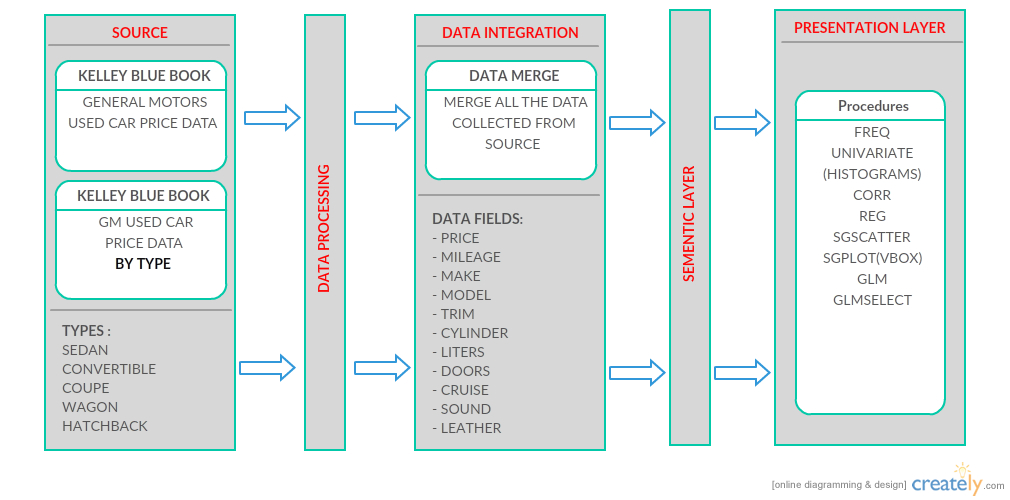 SOURCE
KELLEY BLUE BOOK
GENERAL MOTORS
USED CAR PRICE DATA
KELLEY BLUE BOOK
GM USED CAR
PRICE DATA
BY TYPE
TYPES :
SEDAN
CONVERTIBLE
COUPE
WAGON
HATCHBACK
DATA PROCESSING
DATA INTEGRATION
DATA MERGE
MERGE ALL THE DATA
COLLECTED FROM
SOURCE
DATA FIELDS:
- PRICE
- MILEAGE
- MAKE
- MODEL
- TRIM
- CYLINDER
- LITERS
- DOORS
- CRUISE
- SOUND
- LEATHER
SEMENTIC LAYER
PRESENTATION LAYER
Procedures
FREQ
UNIVARIATE
(HISTOGRAMS)
CORR
REG
SGSCATTER
SGPLOT(VBOX)
GLM
GLMSELECT
[online diagramming & design] creately.com